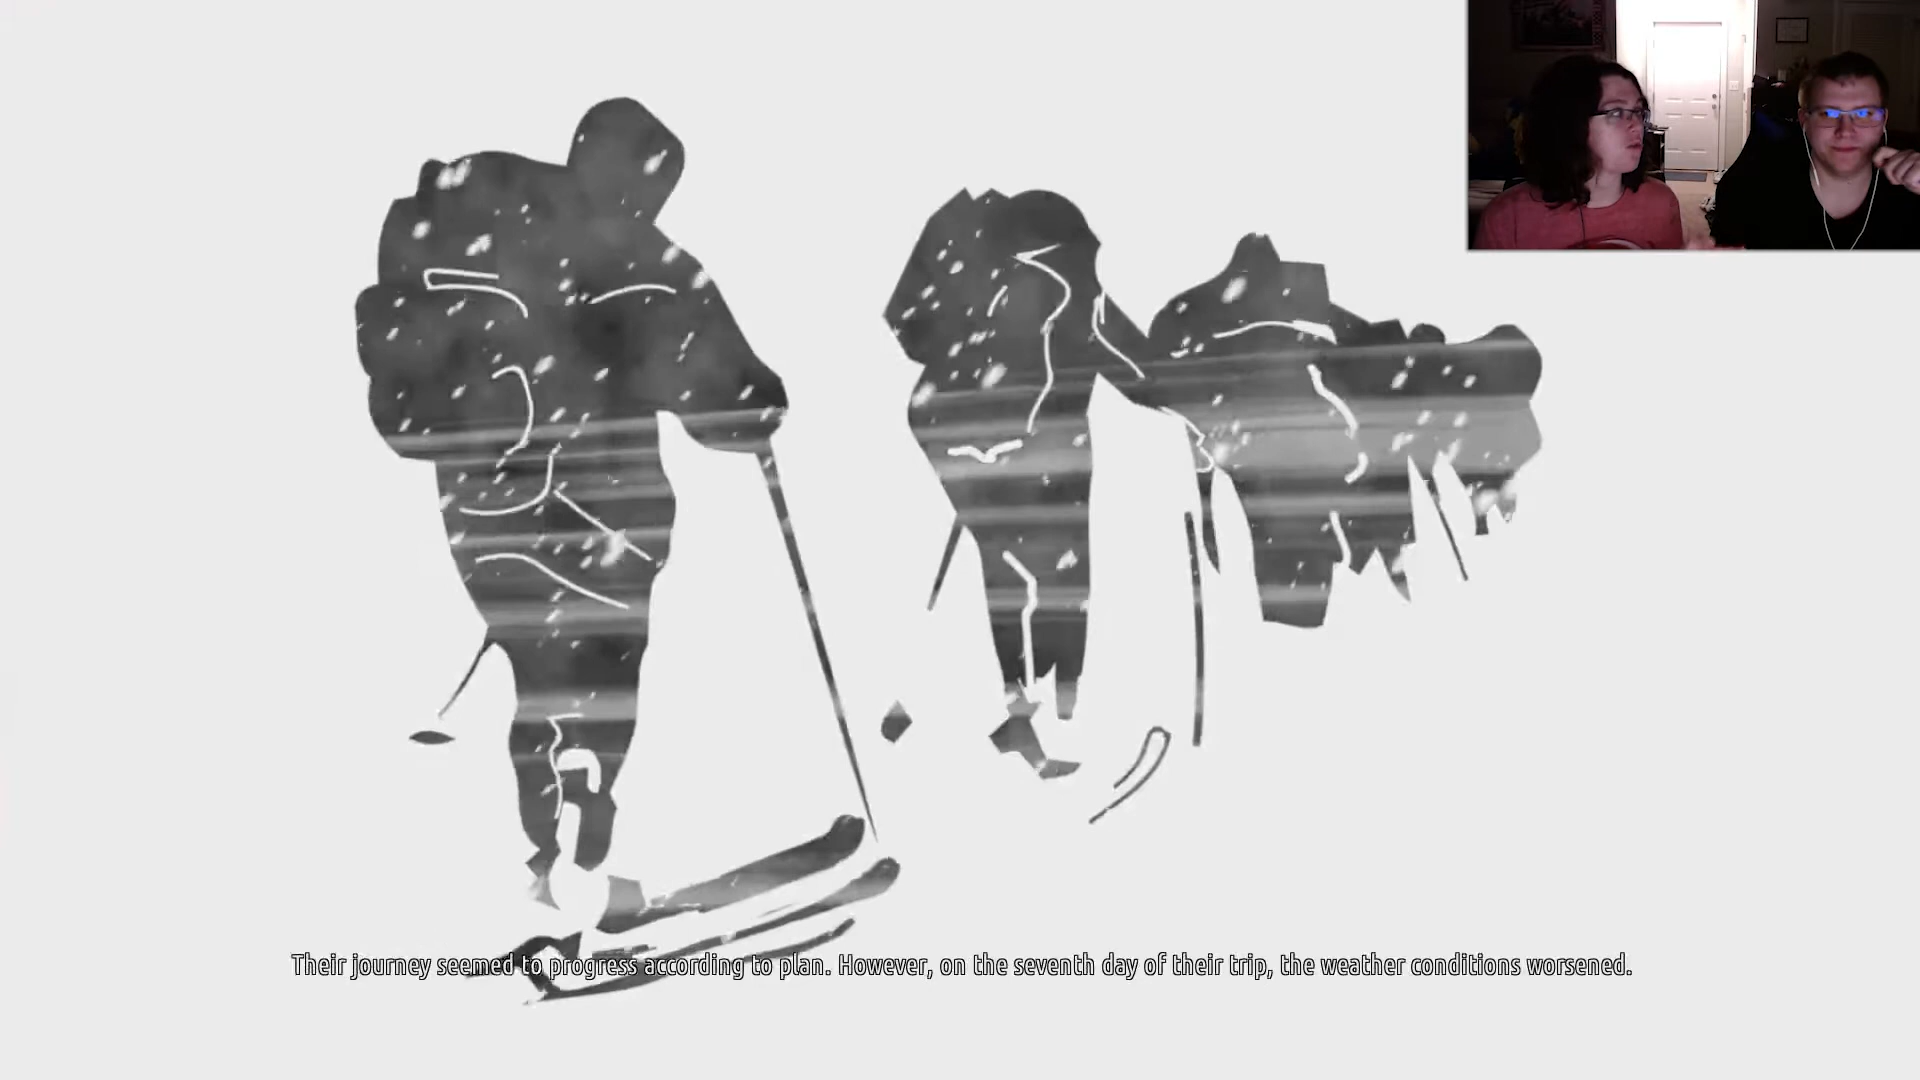 Their journey seemed to progress according to plan. However, on the seventh day of their trip, the weather conditions worsened.